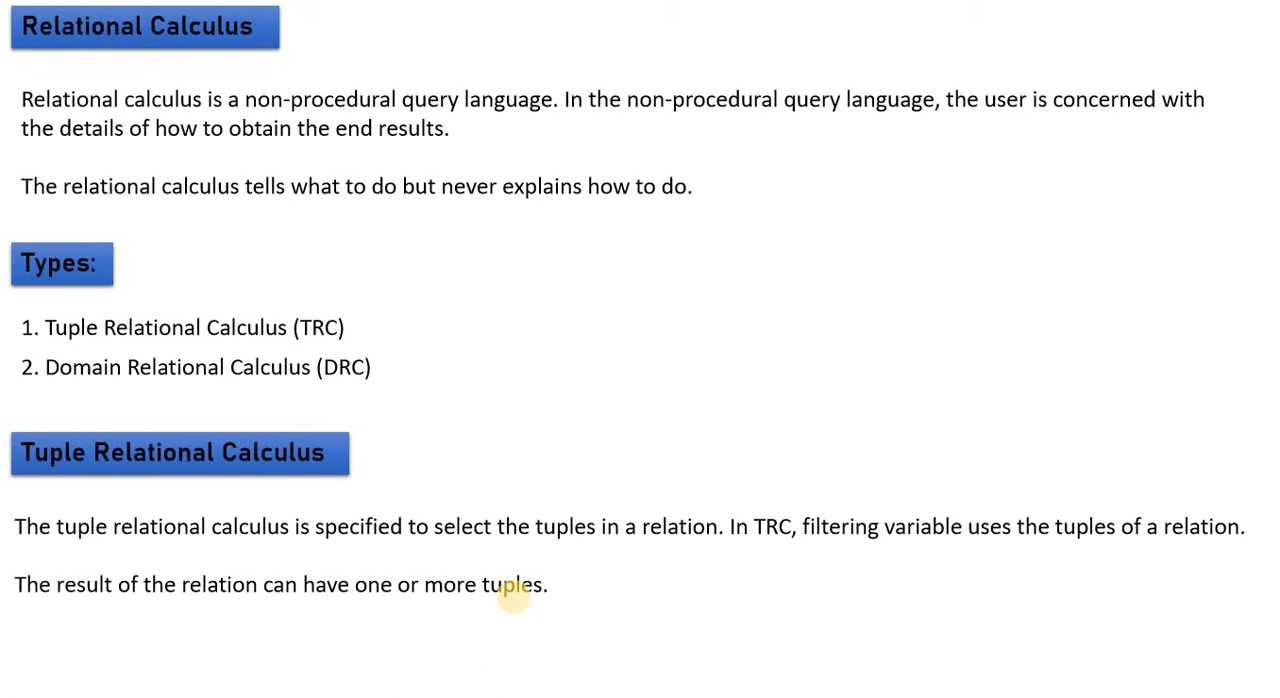 Relational Calculus
Relational calculus is a non-procedural query language. In the non-procedural query language, the user is concerned with
the details of how to obtain the end results.
The relational calculus tells what to do but never explains how to do.
Types:
1. Tuple Relational Calculus (TRC)
2. Domain Relational Calculus (DRC)
Tuple Relational Calculus
The tuple relational calculus is specified to select the tuples in a relation. In TRC, filtering variable uses the tuples of a relation.
The result of the relation can have one or more tuples.